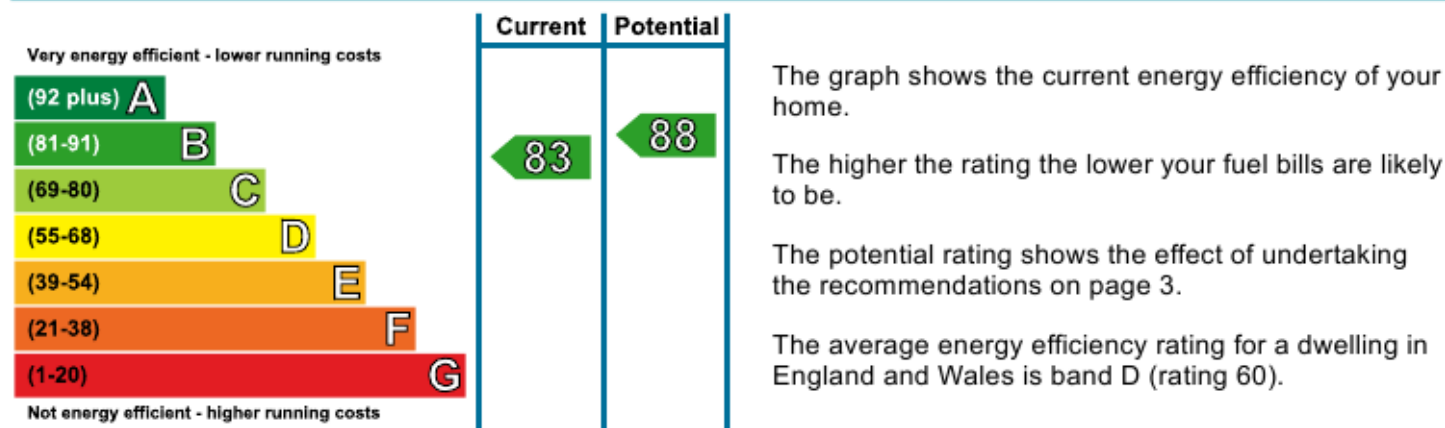 Current Potential
Very energy efficient - lower running costs
(92 plus) A
(81-91) B
(69-80) C
(55-68) D
(39-54) E
(21-38) F
(1-20) G
Not energy efficient - higher running costs
83
88
The graph shows the current energy efficiency of your
home.
The higher the rating the lower your fuel bills are likely
to be.
The potential rating shows the effect of undertaking
the recommendations on page 3.
The average energy efficiency rating for a dwelling in
England and Wales is band D (rating 60).